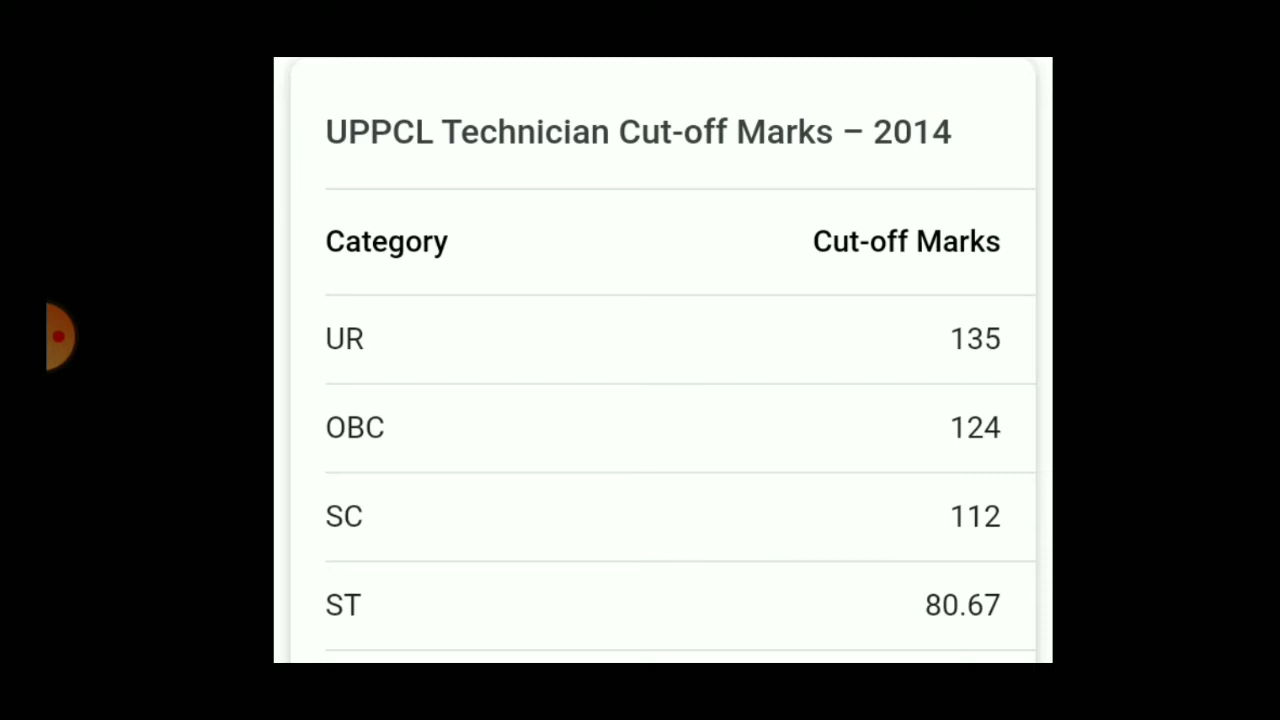 UPPCL Technician Cut-off Marks – 2014
Category Cut-off Marks
UR 135
OBC 124
SC 112
ST 80.67